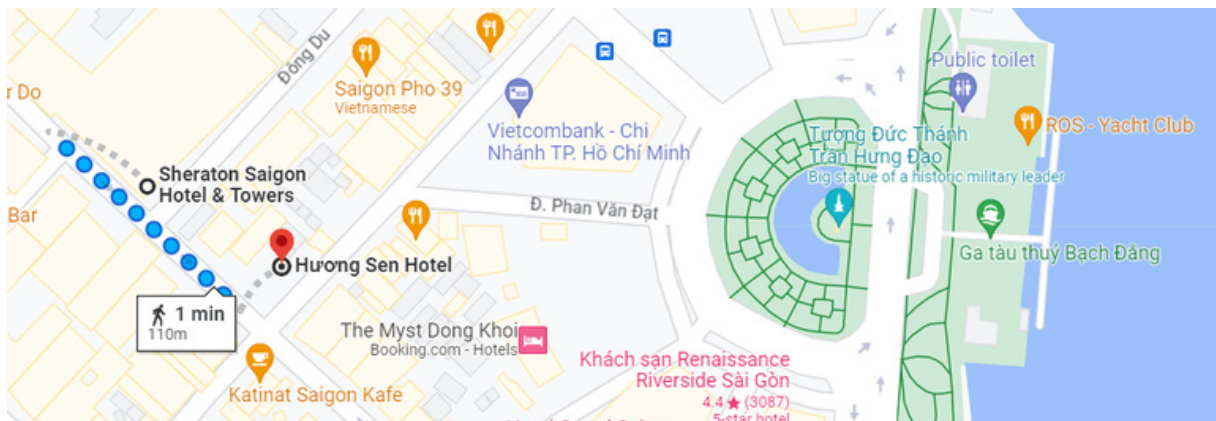 Đông Du
Saigon Pho 39
Vietnamese
r Do
Vietcombank - Chi
Nhánh TP. Hồ Chí Minh
Public toilet
ROS - Yacht Club
Tượng Đức Thánh
Trần Hưng Đạo
Big statue of a historic military leader
Sheraton Saigon
Hotel & Towers
Bar
Đ. Phan Văn Đạt
Ga tàu thuỷ Bạch Đằng
Hương Sen Hotel
1 min
110m
The Myst Dong Khoi
Booking.com - Hotels
Katinat Saigon Kafe
Khách sạn Renaissance
Riverside Sài Gòn
4.4 ★ (3087)
5-star hotel